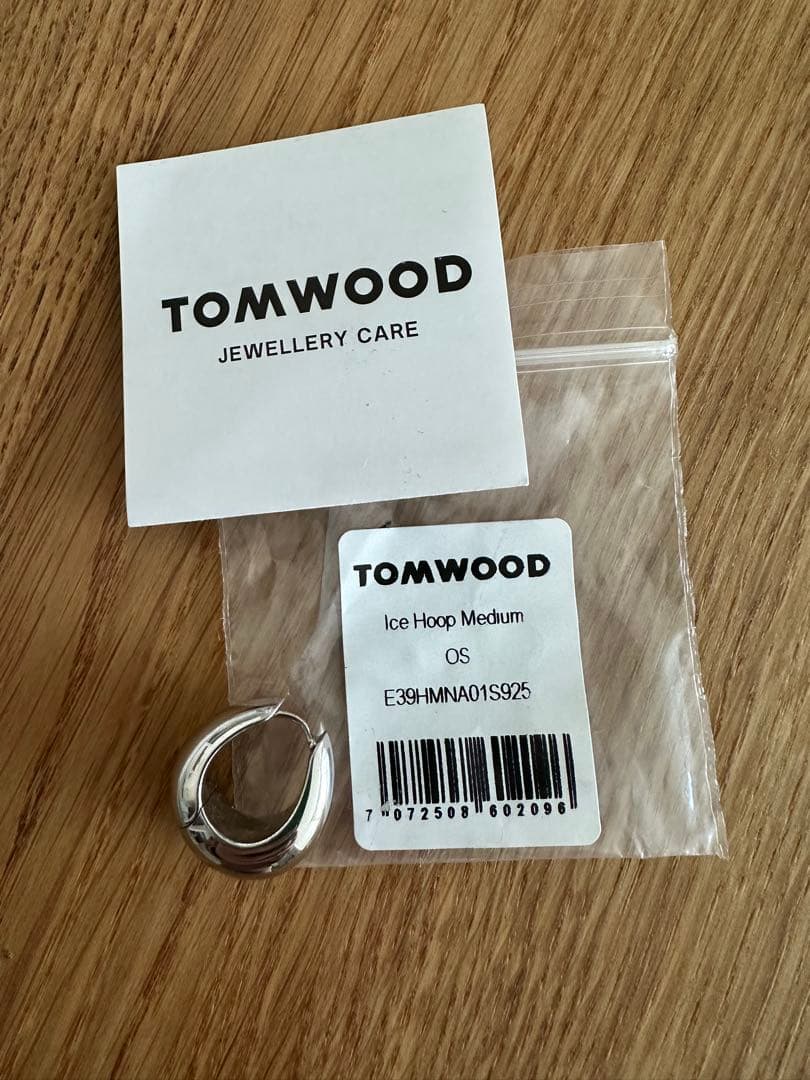 TOMWOOD
JEWELLERY CARE
TOMWOOD
Ice Hoop Medium
OS
E39HMNA01S925
7 072508 602096